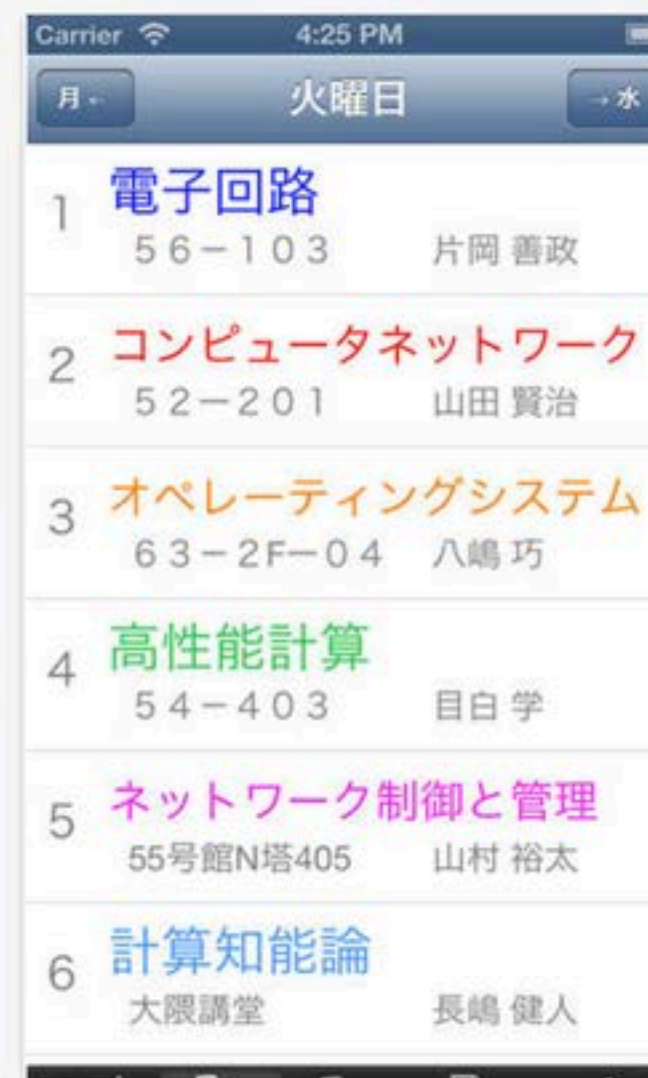 Carrier 4:25 PM
月← 火曜日 →水
1 電子回路
56－103 片岡 善政
2 コンピュータネットワーク
52－201 山田 賢治
3 オペレーティングシステム
63－2F－04 八嶋 巧
4 高性能計算
54－403 目白 学
5 ネットワーク制御と管理
55号館N塔405 山村 裕太
6 計算知能論
大隈講堂 長嶋 健人